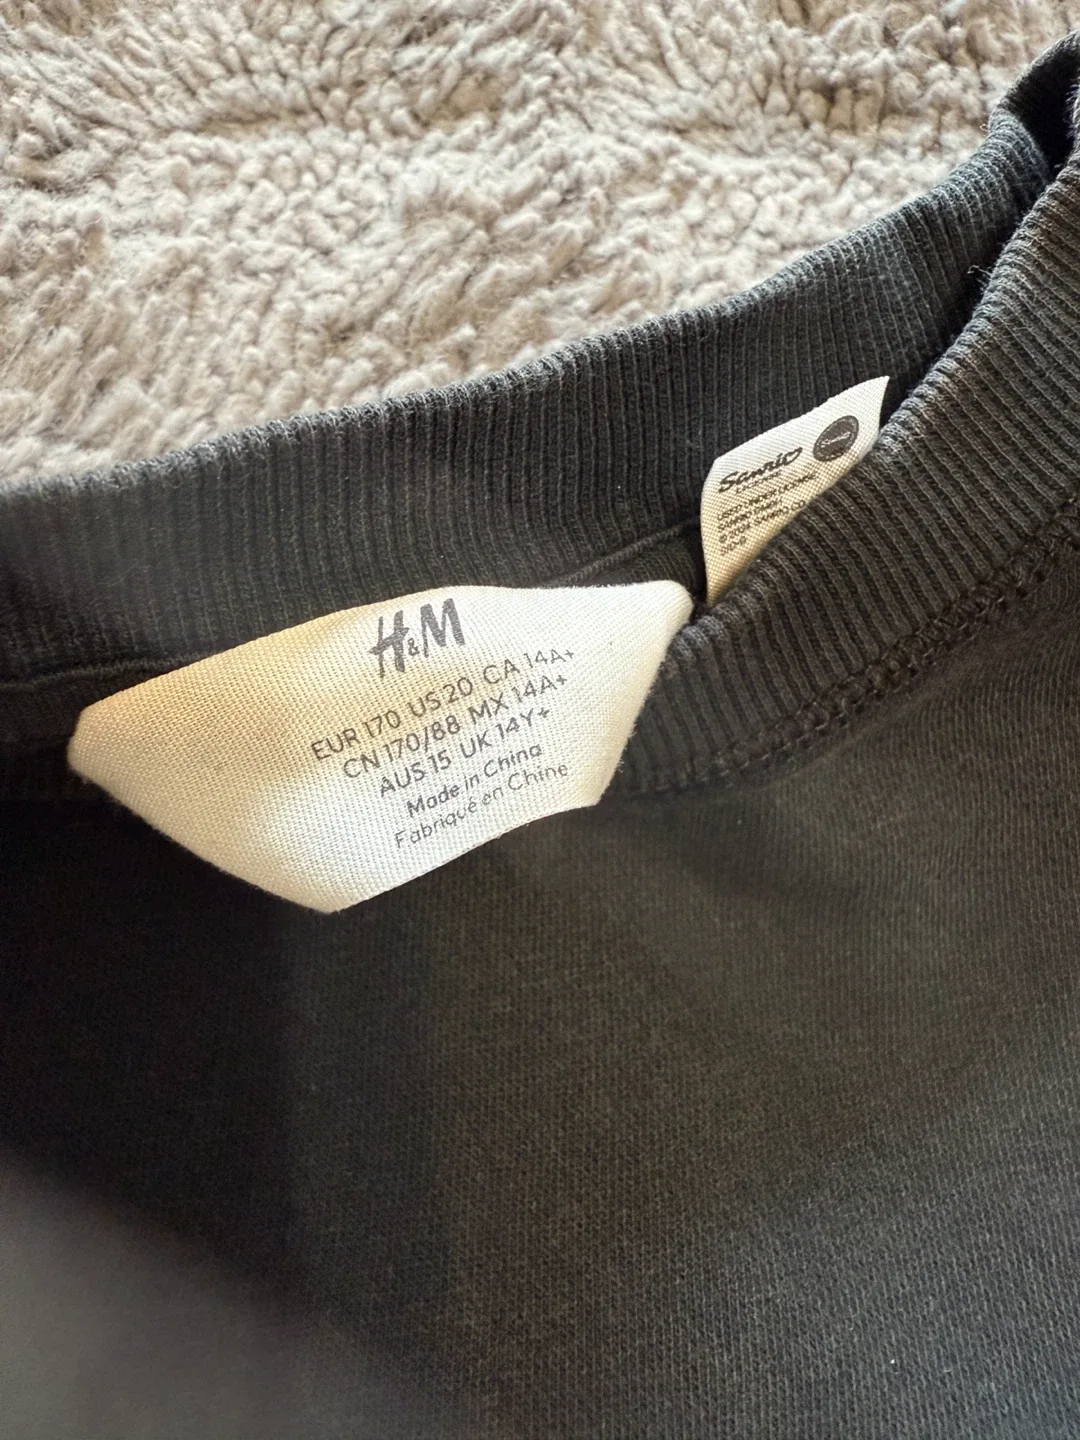 Sanrio
H&M
EUR 170 US 20 CA 14A+
CN 170/88 MX 14A+
AUS 15 UK 14Y+
Made in China
Fabriqué en Chine